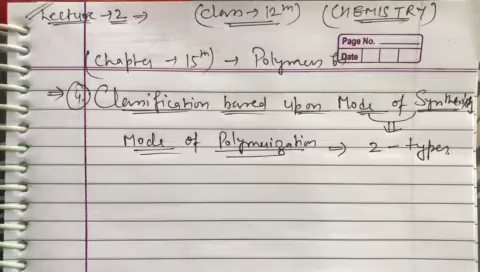 Lecture → 2 ⇒ (Class → 12th) (CHEMISTRY)
Page No.
(Chapter → 15th) → Polymers
Date
⇒ 4. Classification based upon Mode of Synthesis
Mode of Polymerization → 2 - types